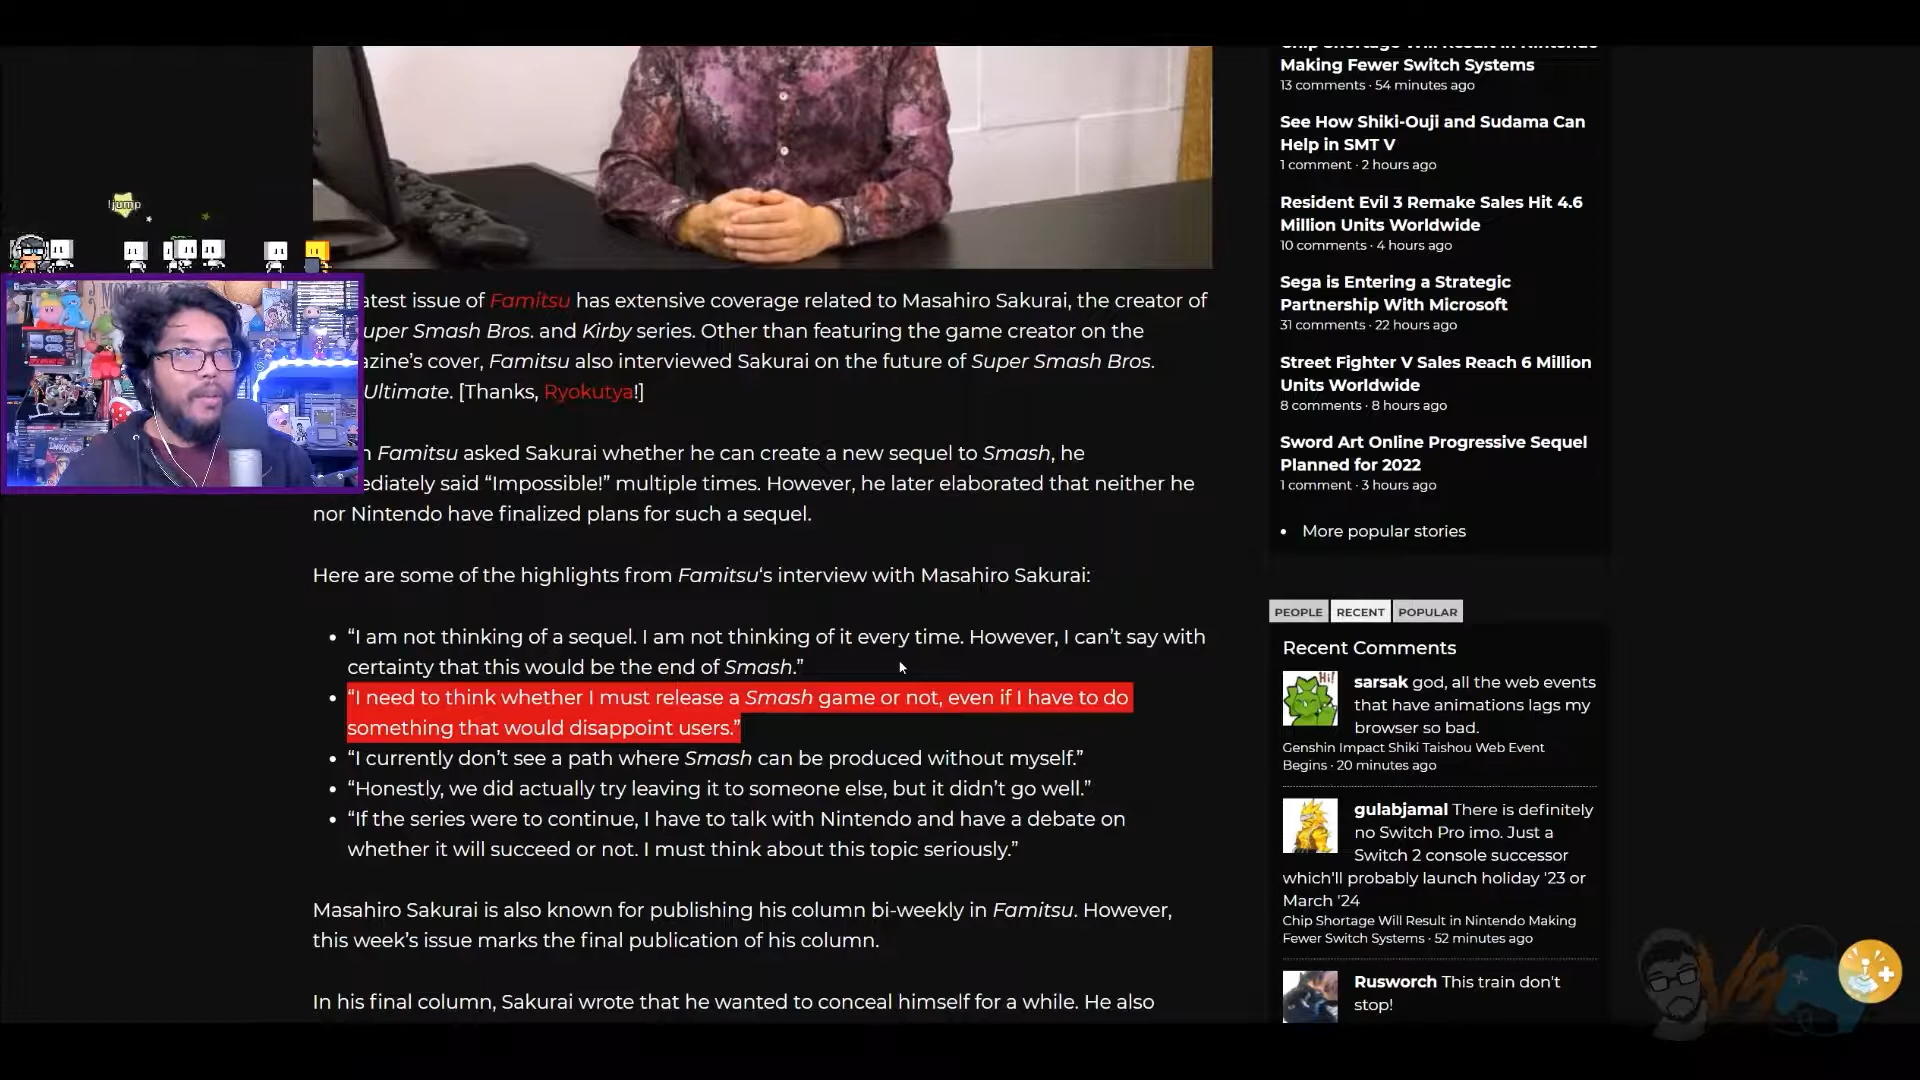 !jump
atest issue of Famitsu has extensive coverage related to Masahiro Sakurai, the creator of
uper Smash Bros. and Kirby series. Other than featuring the game creator on the
azine’s cover, Famitsu also interviewed Sakurai on the future of Super Smash Bros.
Ultimate. [Thanks, Ryokutya!]
n Famitsu asked Sakurai whether he can create a new sequel to Smash, he
ediately said “Impossible!” multiple times. However, he later elaborated that neither he
nor Nintendo have finalized plans for such a sequel.
Here are some of the highlights from Famitsu‘s interview with Masahiro Sakurai:
• “I am not thinking of a sequel. I am not thinking of it every time. However, I can’t say with
certainty that this would be the end of Smash.”
• “I need to think whether I must release a Smash game or not, even if I have to do
something that would disappoint users.”
• “I currently don’t see a path where Smash can be produced without myself.”
• “Honestly, we did actually try leaving it to someone else, but it didn’t go well.”
• “If the series were to continue, I have to talk with Nintendo and have a debate on
whether it will succeed or not. I must think about this topic seriously.”
Masahiro Sakurai is also known for publishing his column bi-weekly in Famitsu. However,
this week’s issue marks the final publication of his column.
In his final column, Sakurai wrote that he wanted to conceal himself for a while. He also
Chip Shortage Will Result in Nintendo
Making Fewer Switch Systems
13 comments · 54 minutes ago
See How Shiki-Ouji and Sudama Can
Help in SMT V
1 comment · 2 hours ago
Resident Evil 3 Remake Sales Hit 4.6
Million Units Worldwide
10 comments · 4 hours ago
Sega is Entering a Strategic
Partnership With Microsoft
31 comments · 22 hours ago
Street Fighter V Sales Reach 6 Million
Units Worldwide
8 comments · 8 hours ago
Sword Art Online Progressive Sequel
Planned for 2022
1 comment · 3 hours ago
• More popular stories
PEOPLE RECENT POPULAR
Recent Comments
Hi!
sarsak god, all the web events
that have animations lags my
browser so bad.
Genshin Impact Shiki Taishou Web Event
Begins · 20 minutes ago
gulabjamal There is definitely
no Switch Pro imo. Just a
Switch 2 console successor
which'll probably launch holiday '23 or
March '24
Chip Shortage Will Result in Nintendo Making
Fewer Switch Systems · 52 minutes ago
Rusworch This train don't
stop!